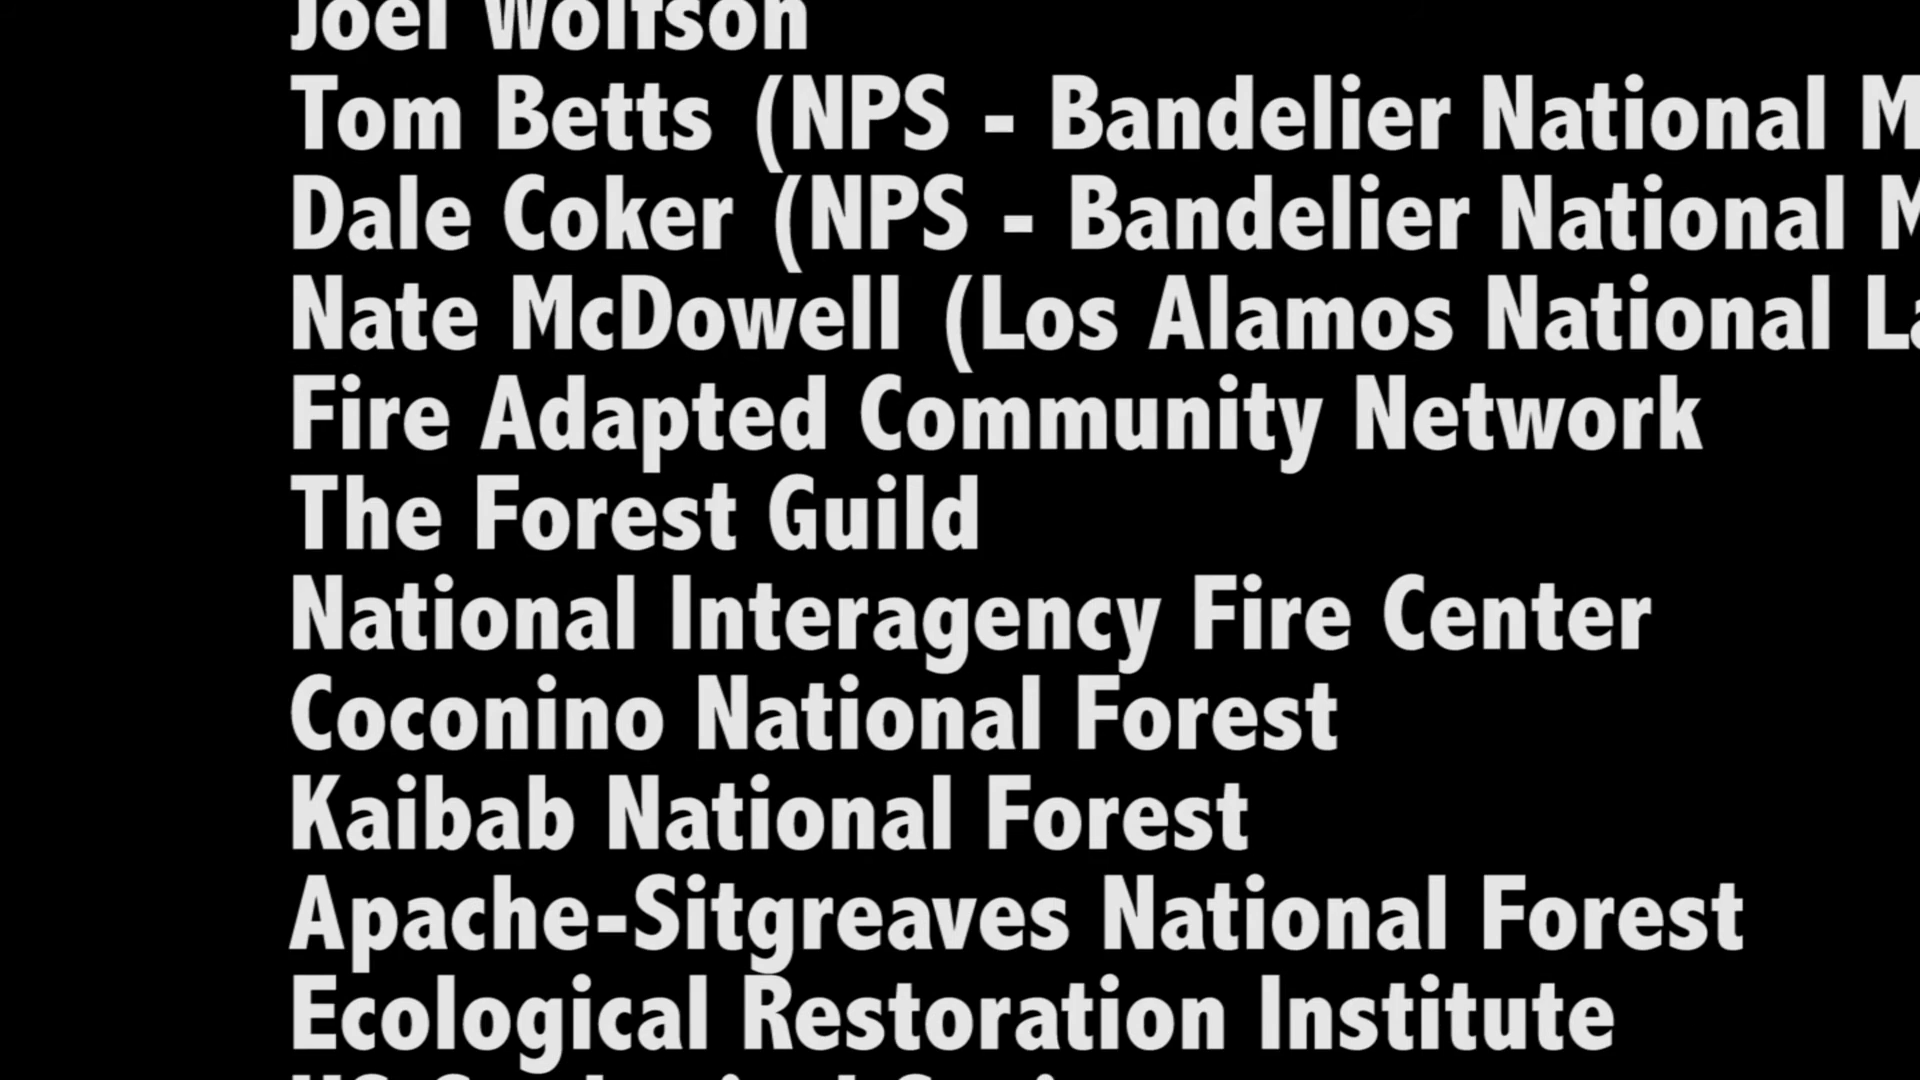 Joel Wolfson
Tom Betts (NPS - Bandelier National
Dale Coker (NPS - Bandelier National
Nate McDowell (Los Alamos National
Fire Adapted Community Network
The Forest Guild
National Interagency Fire Center
Coconino National Forest
Kaibab National Forest
Apache-Sitgreaves National Forest
Ecological Restoration Institute